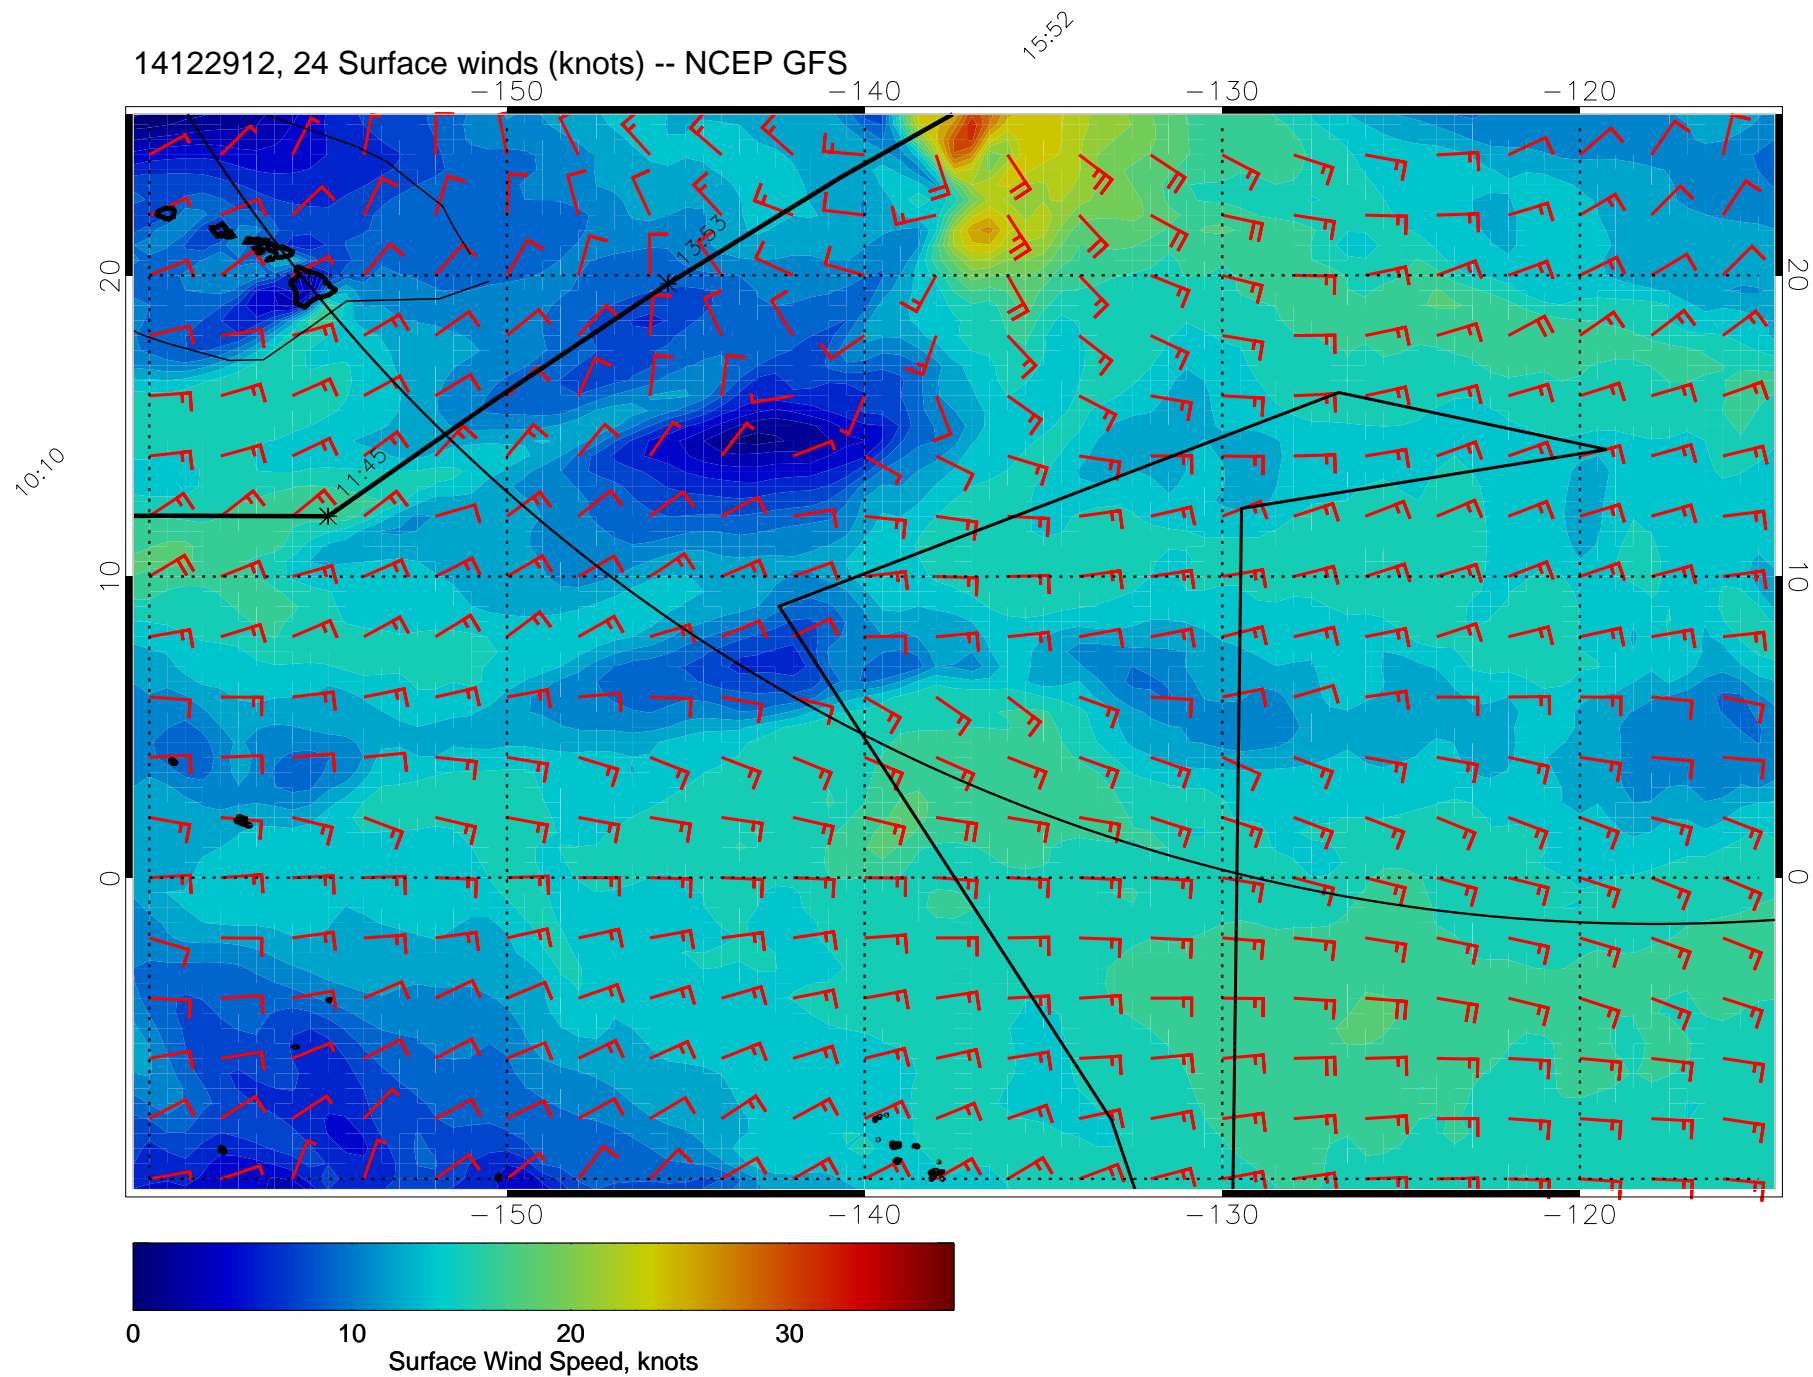 15:52
14122912, 24 Surface winds (knots) -- NCEP GFS
−150 −140 −130 −120
13:53
20 20
11:45
10:10
10 10
0 0
−150 −140 −130 −120
0 10 20 30
Surface Wind Speed, knots